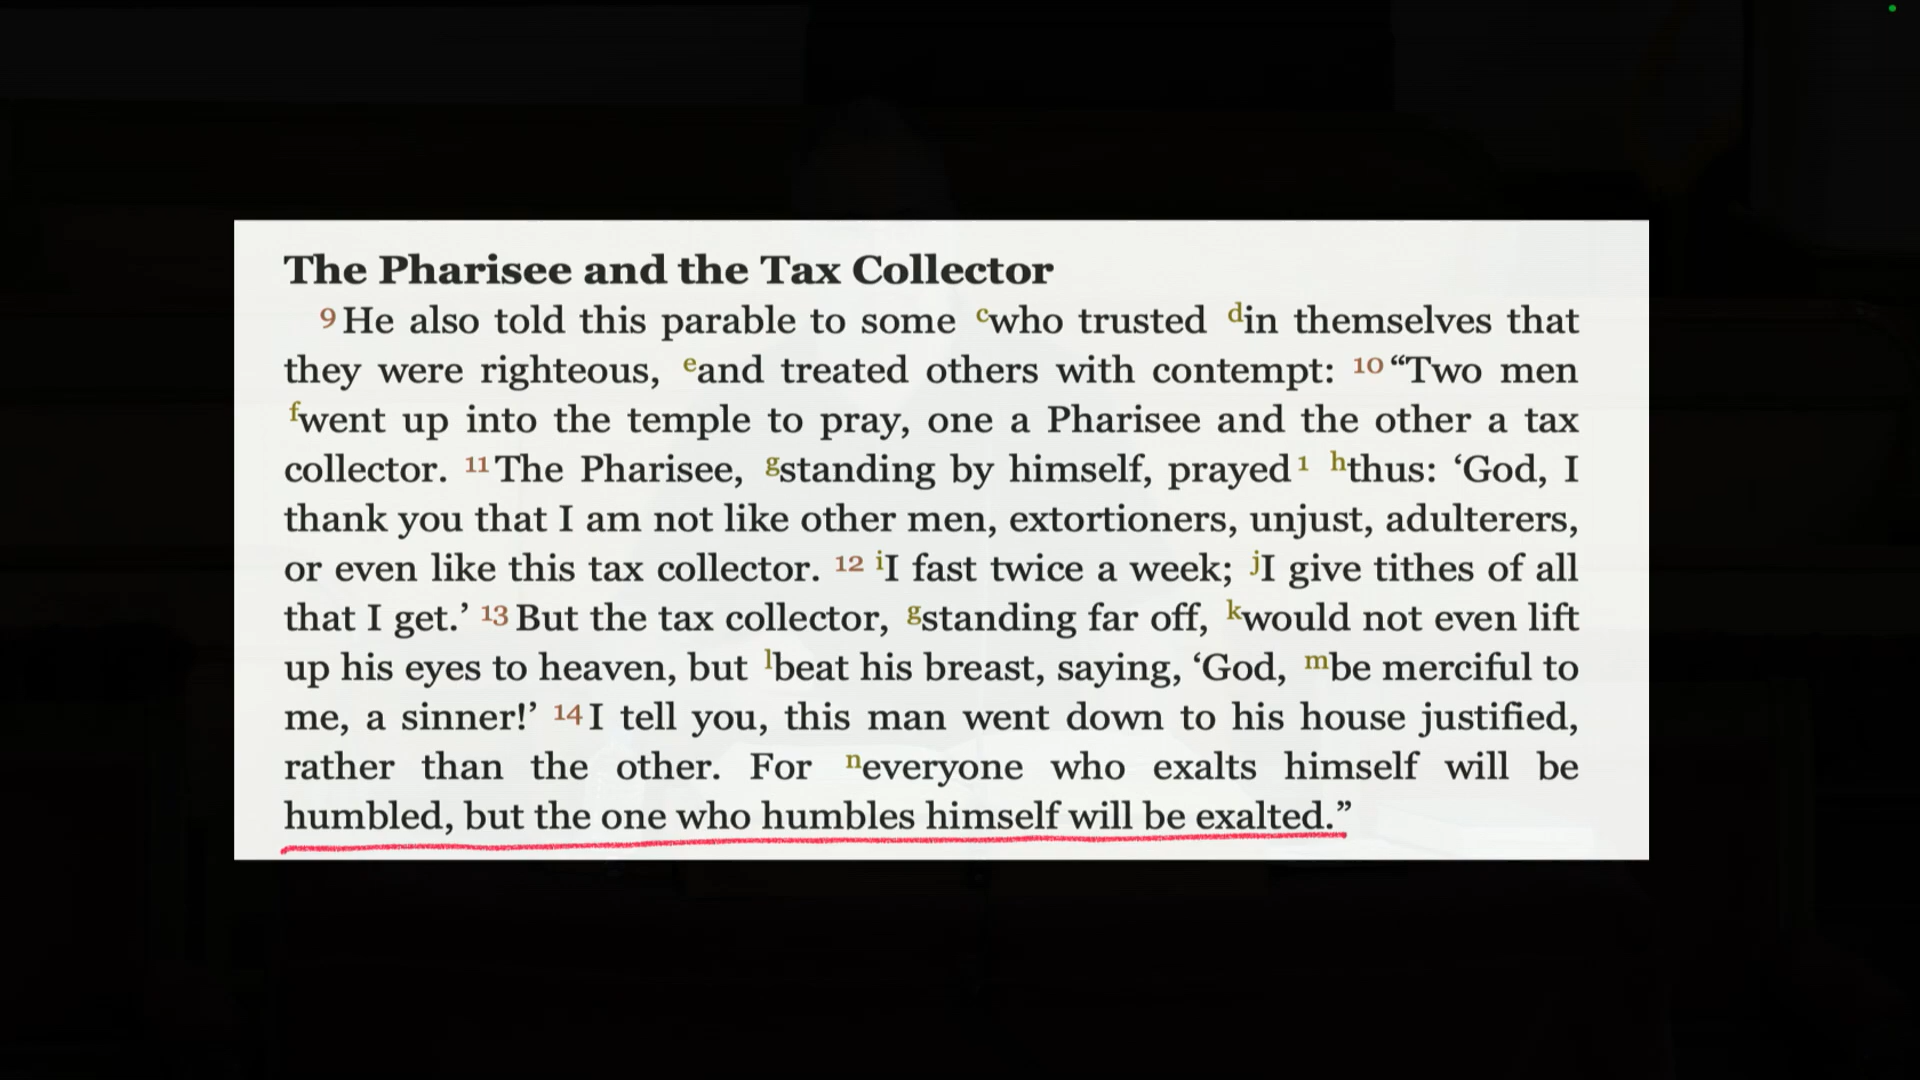 The Pharisee and the Tax Collector
9 He also told this parable to some cwho trusted din themselves that
they were righteous, eand treated others with contempt: 10 “Two men
fwent up into the temple to pray, one a Pharisee and the other a tax
collector. 11 The Pharisee, gstanding by himself, prayed1 hthus: ‘God, I
thank you that I am not like other men, extortioners, unjust, adulterers,
or even like this tax collector. 12 iI fast twice a week; jI give tithes of all
that I get.’ 13 But the tax collector, gstanding far off, kwould not even lift
up his eyes to heaven, but lbeat his breast, saying, ‘God, mbe merciful to
me, a sinner!’ 14 I tell you, this man went down to his house justified,
rather than the other. For neveryone who exalts himself will be
humbled, but the one who humbles himself will be exalted.”